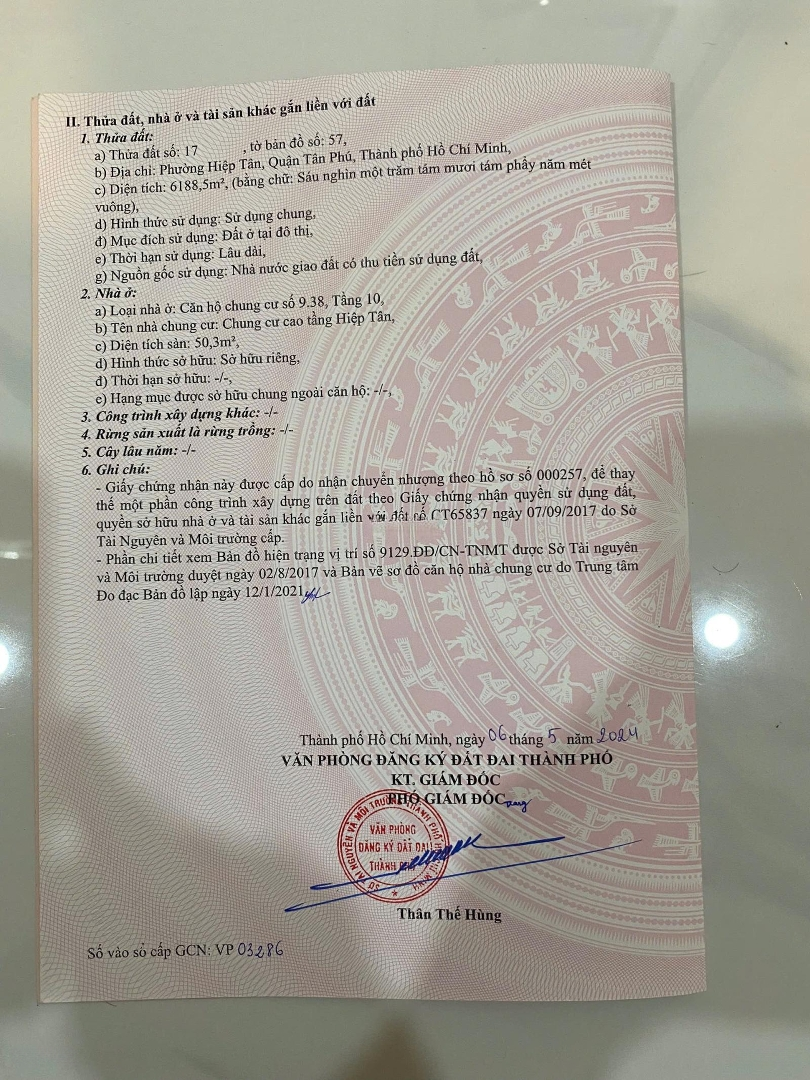 II. Thửa đất, nhà ở và tài sản khác gắn liền với đất
1. Thửa đất:
a) Thửa đất số: 17 , tờ bản đồ số: 57,
b) Địa chỉ: Phường Hiệp Tân, Quận Tân Phú, Thành phố Hồ Chí Minh,
c) Diện tích: 6188,5m², (bằng chữ: Sáu nghìn một trăm tám mươi tám phẩy năm mét
vuông),
d) Hình thức sử dụng: Sử dụng chung,
đ) Mục đích sử dụng: Đất ở tại đô thị,
e) Thời hạn sử dụng: Lâu dài,
g) Nguồn gốc sử dụng: Nhà nước giao đất có thu tiền sử dụng đất,
2. Nhà ở:
a) Loại nhà ở: Căn hộ chung cư số 9.38, Tầng 10,
b) Tên nhà chung cư: Chung cư cao tầng Hiệp Tân,
c) Diện tích sàn: 50,3m²,
d) Hình thức sở hữu: Sở hữu riêng,
đ) Thời hạn sở hữu: -/-,
e) Hạng mục được sở hữu chung ngoài căn hộ: -/-,
3. Công trình xây dựng khác: -/-
4. Rừng sản xuất là rừng trồng: -/-
5. Cây lâu năm: -/-
6. Ghi chú:
- Giấy chứng nhận này được cấp do nhận chuyển nhượng theo hồ sơ số 000257, để thay
thế một phần công trình xây dựng trên đất theo Giấy chứng nhận quyền sử dụng đất,
quyền sở hữu nhà ở và tài sản khác gắn liền với đất số CT65837 ngày 07/09/2017 do Sở
Tài Nguyên và Môi trường cấp.
- Phần chi tiết xem Bản đồ hiện trạng vị trí số 9129.ĐĐ/CN-TNMT được Sở Tài nguyên
và Môi trường duyệt ngày 02/8/2017 và Bản vẽ sơ đồ căn hộ nhà chung cư do Trung tâm
Đo đạc Bản đồ lập ngày 12/1/2021
Thành phố Hồ Chí Minh, ngày 06 tháng 5 năm 2024
VĂN PHÒNG ĐĂNG KÝ ĐẤT ĐAI THÀNH PHỐ
KT. GIÁM ĐỐC
PHÓ GIÁM ĐỐC
VĂN PHÒNG
ĐĂNG KÝ ĐẤT ĐAI
THÀNH PHỐ
Thân Thế Hùng
Số vào sổ cấp GCN: VP 03286